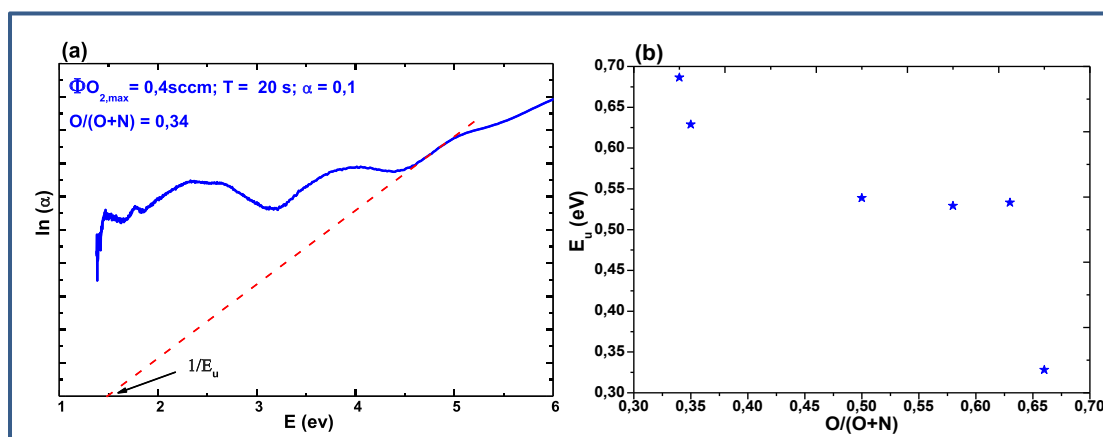 (a)
ΦO2,max = 0,4sccm; T = 20 s; α = 0,1
O/(O+N) = 0,34
ln (α)
1/Eu
1 2 3 4 5 6
E (ev)
(b)
0,70
0,65
0,60
0,55
0,50
0,45
0,40
0,35
0,30
Eu (eV)
0,30 0,35 0,40 0,45 0,50 0,55 0,60 0,65 0,70
O/(O+N)